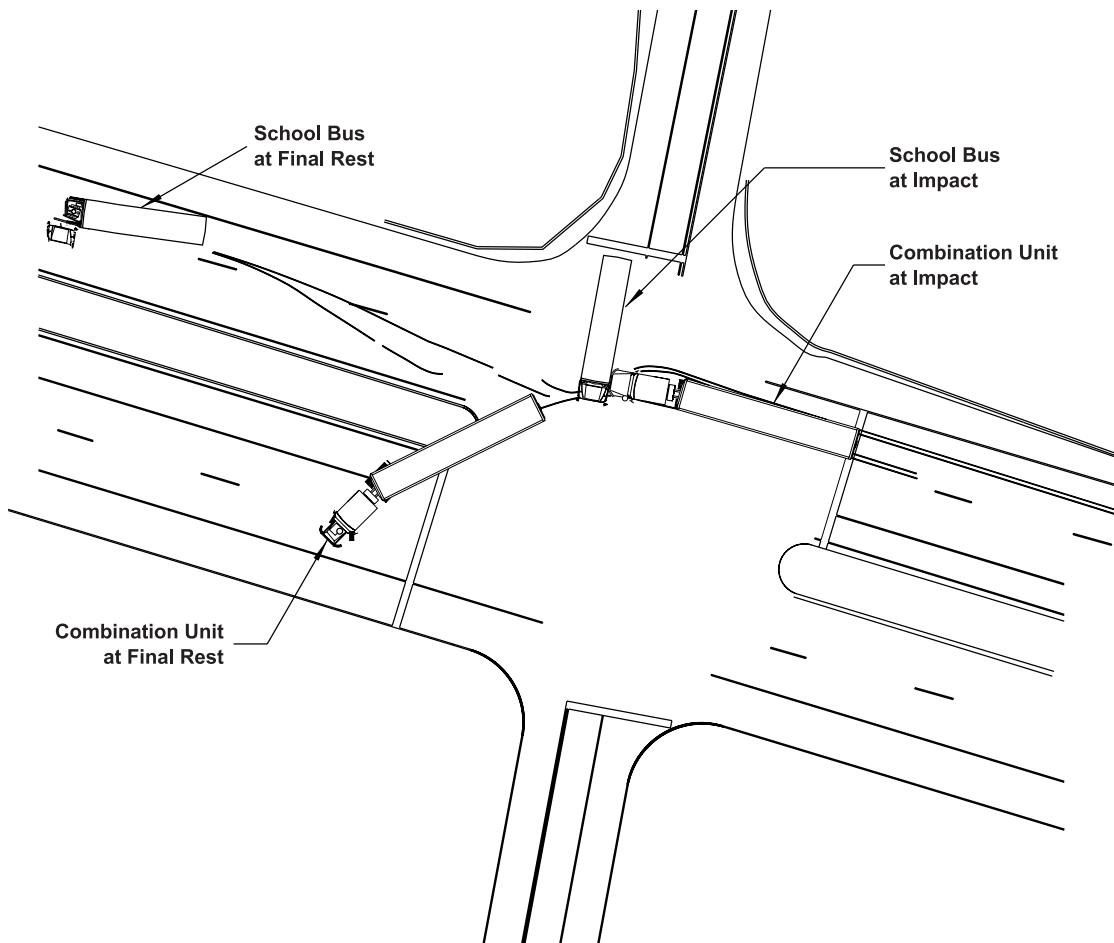 School Bus
at Final Rest
School Bus
at Impact
Combination Unit
at Impact
Combination Unit
at Final Rest